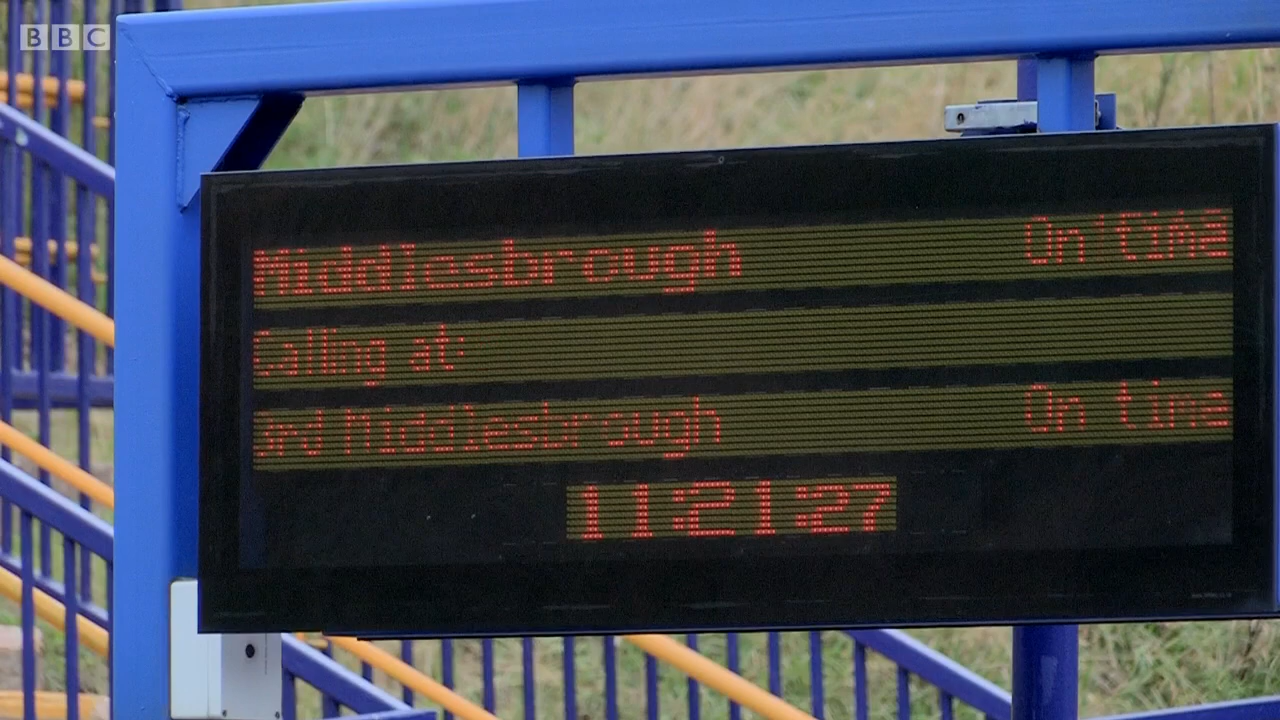 BBC
Middlesbrough On time
Calling at:
3rd Middlesbrough On time
11:21:27